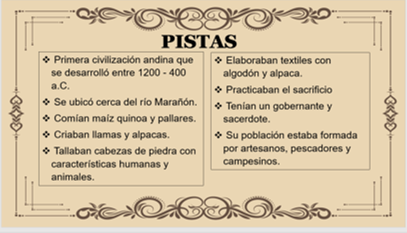 PISTAS
❖ Primera civilización andina que
se desarrolló entre 1200 - 400
a.C.
❖ Se ubicó cerca del río Marañón.
❖ Comían maíz quinoa y pallares.
❖ Criaban llamas y alpacas.
❖ Tallaban cabezas de piedra con
características humanas y
animales.
❖ Elaboraban textiles con
algodón y alpaca.
❖ Practicaban el sacrificio
❖ Tenían un gobernante y
sacerdote.
❖ Su población estaba formada
por artesanos, pescadores y
campesinos.